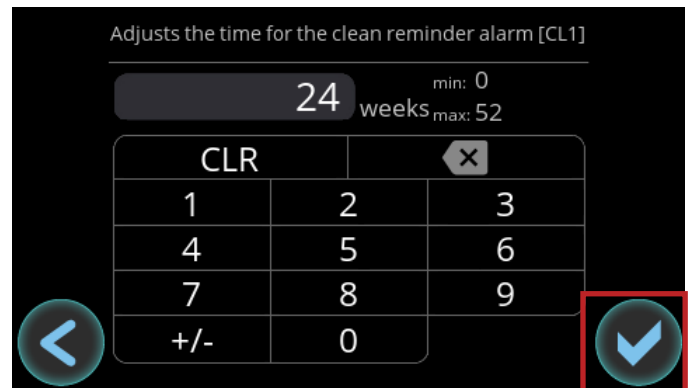 Adjusts the time for the clean reminder alarm [CL1]
24 weeks min: 0
max: 52
CLR
1 2 3
4 5 6
7 8 9
+/- 0